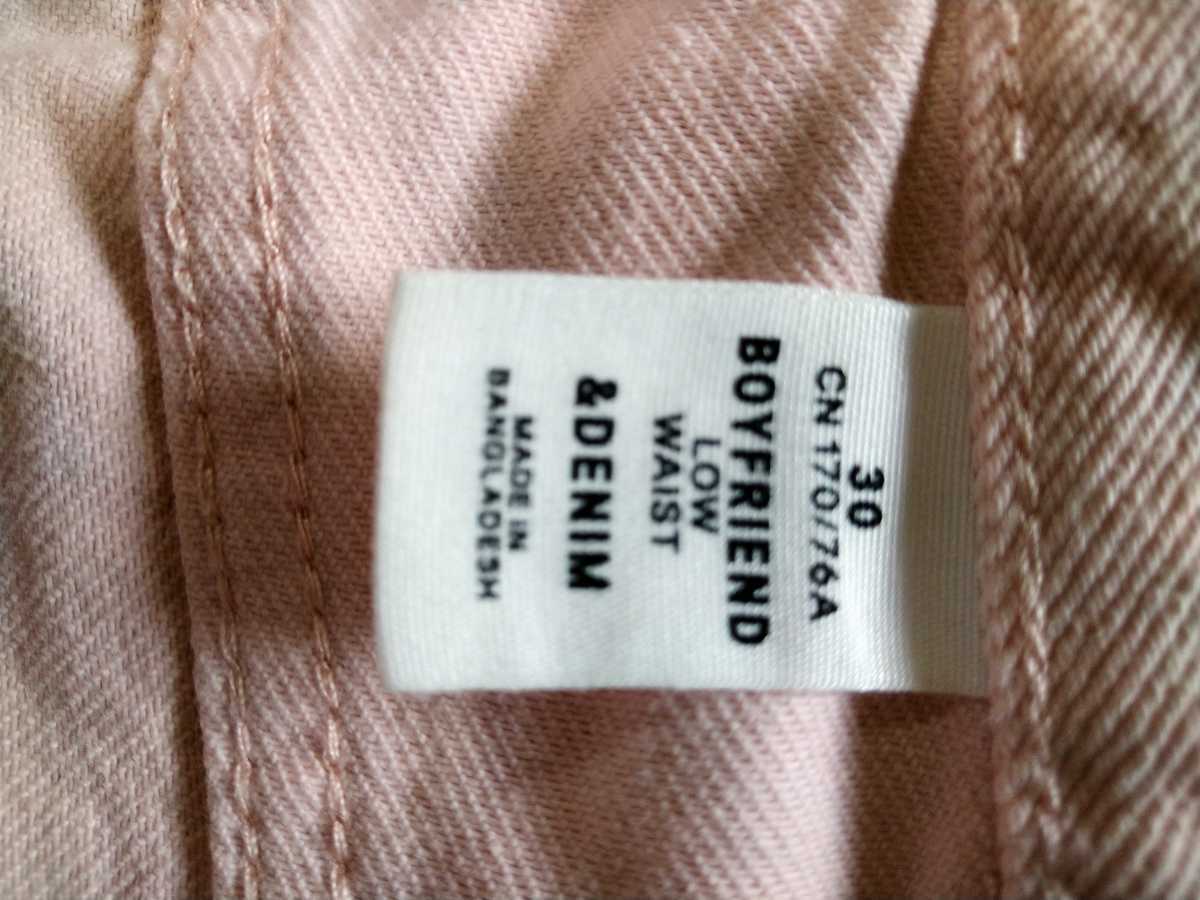 30
CN 170/76A
BOYFRIEND
LOW
WAIST
&DENIM
MADE IN
BANGLADESH